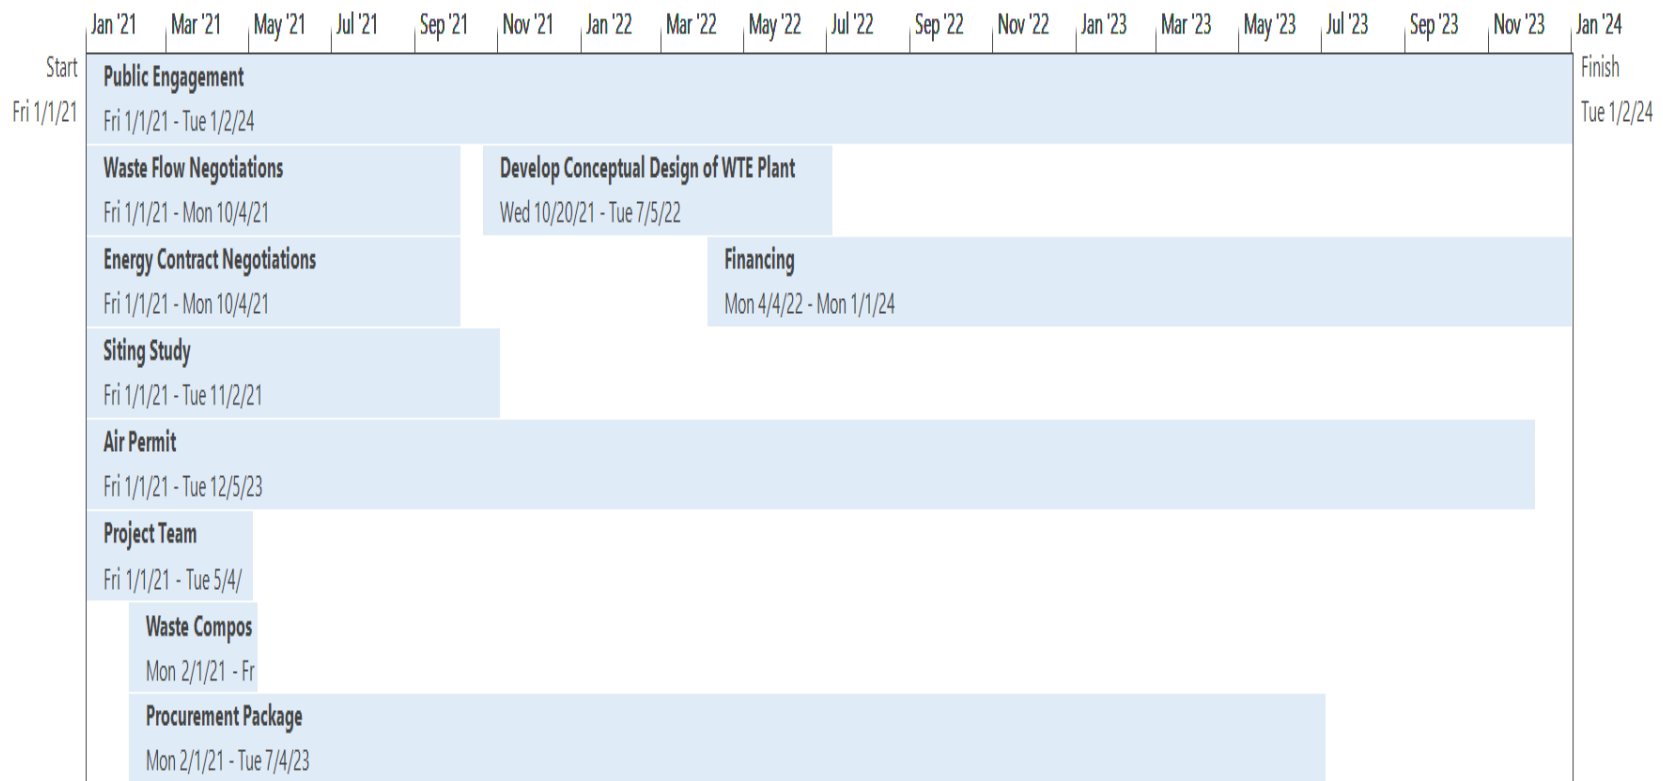 Jan '21 Mar '21 May '21 Jul '21 Sep '21 Nov '21 Jan '22 Mar '22 May '22 Jul '22 Sep '22 Nov '22 Jan '23 Mar '23 May '23 Jul '23 Sep '23 Nov '23 Jan '24
Start
Fri 1/1/21
Finish
Tue 1/2/24
Public Engagement
Fri 1/1/21 - Tue 1/2/24
Waste Flow Negotiations
Fri 1/1/21 - Mon 10/4/21
Develop Conceptual Design of WTE Plant
Wed 10/20/21 - Tue 7/5/22
Energy Contract Negotiations
Fri 1/1/21 - Mon 10/4/21
Financing
Mon 4/4/22 - Mon 1/1/24
Siting Study
Fri 1/1/21 - Tue 11/2/21
Air Permit
Fri 1/1/21 - Tue 12/5/23
Project Team
Fri 1/1/21 - Tue 5/4/
Waste Compos
Mon 2/1/21 - Fr
Procurement Package
Mon 2/1/21 - Tue 7/4/23